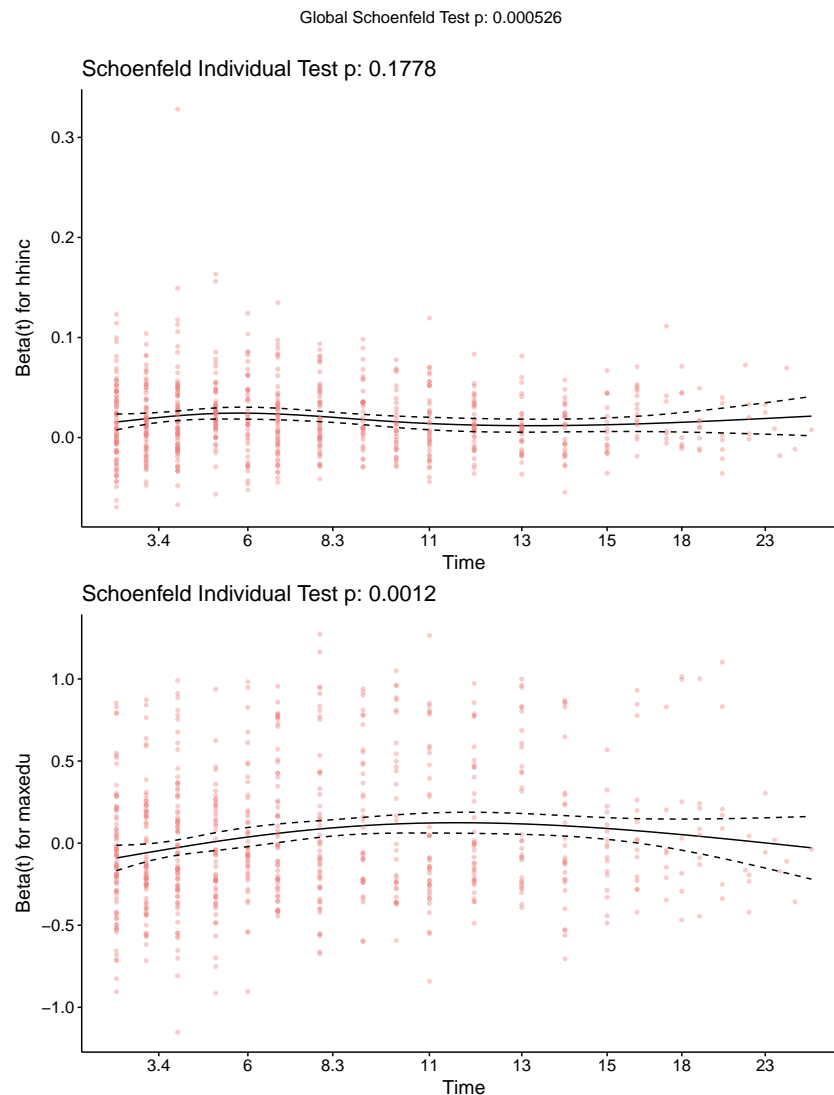 Global Schoenfeld Test p: 0.000526
Schoenfeld Individual Test p: 0.1778
Beta(t) for hhinc
0.3
0.2
0.1
0.0
3.4 6 8.3 11 13 15 18 23
Time
Schoenfeld Individual Test p: 0.0012
Beta(t) for maxedu
1.0
0.5
0.0
−0.5
−1.0
3.4 6 8.3 11 13 15 18 23
Time